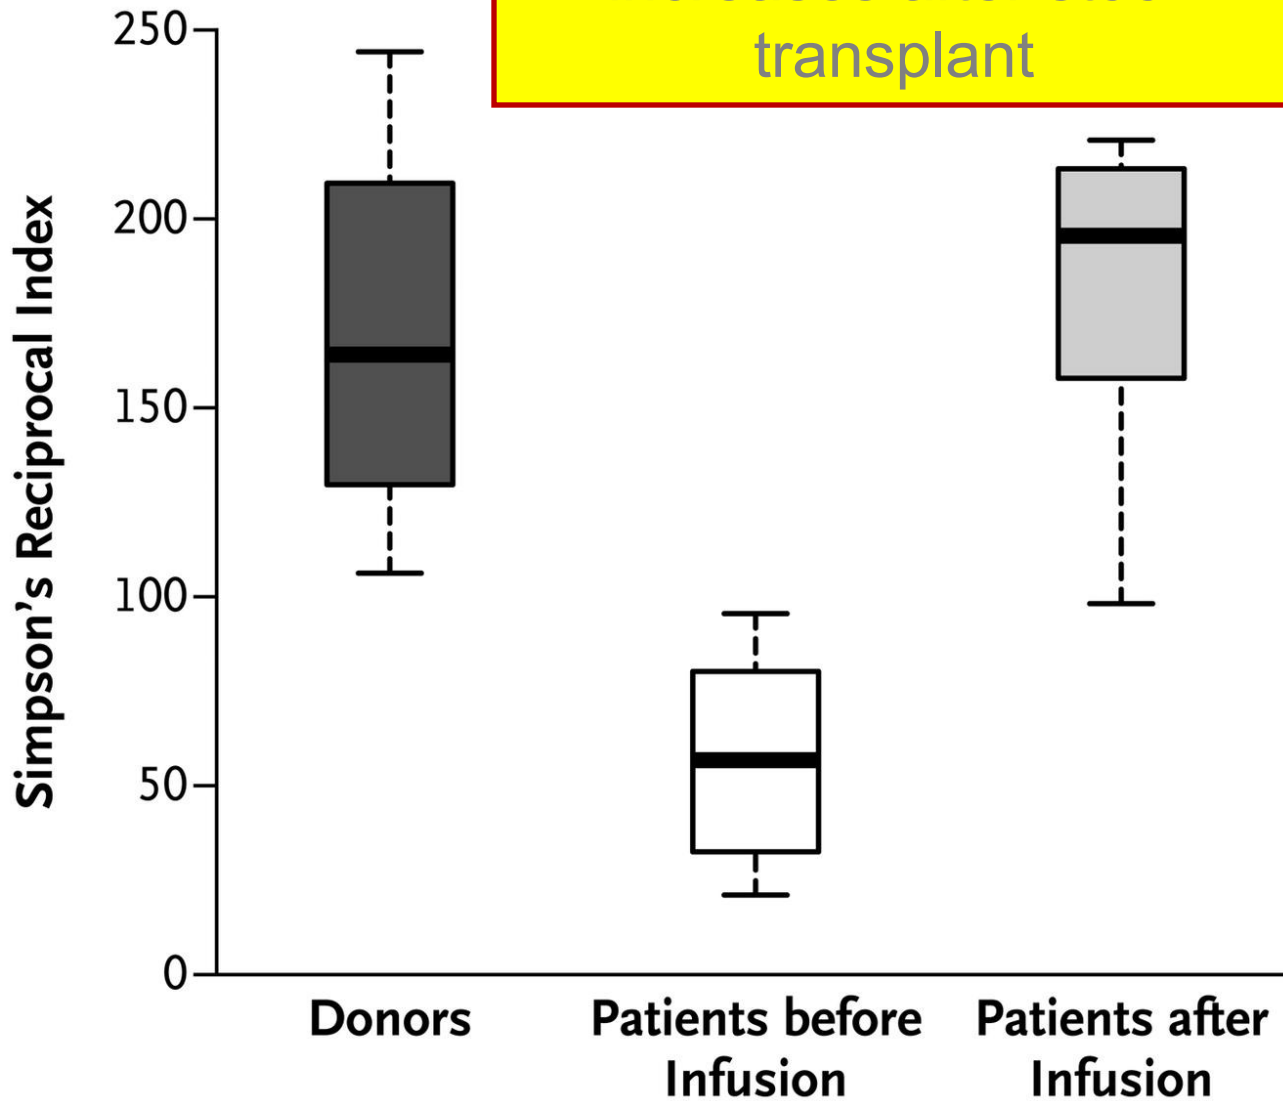 transplant
250
200
150
100
50
0
Simpson's Reciprocal Index
Donors
Patients before
Infusion
Patients after
Infusion